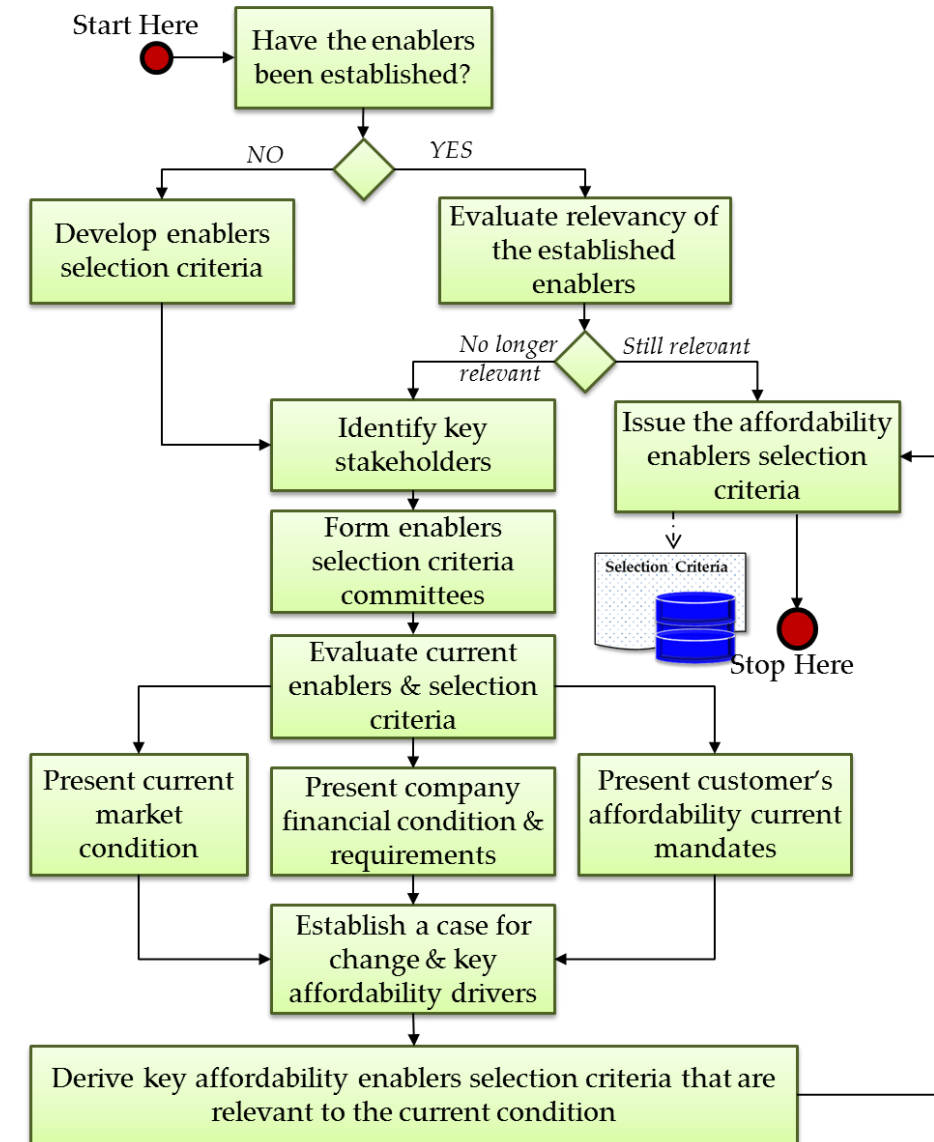 Start Here
Have the enablers
been established?
NO
YES
Develop enablers
selection criteria
Evaluate relevancy of
the established
enablers
No longer
relevant
Still relevant
Identify key
stakeholders
Issue the affordability
enablers selection
criteria
Form enablers
selection criteria
committees
Selection Criteria
Stop Here
Evaluate current
enablers & selection
criteria
Present current
market
condition
Present company
financial condition &
requirements
Present customer's
affordability current
mandates
Establish a case for
change & key
affordability drivers
Derive key affordability enablers selection criteria that are
relevant to the current condition